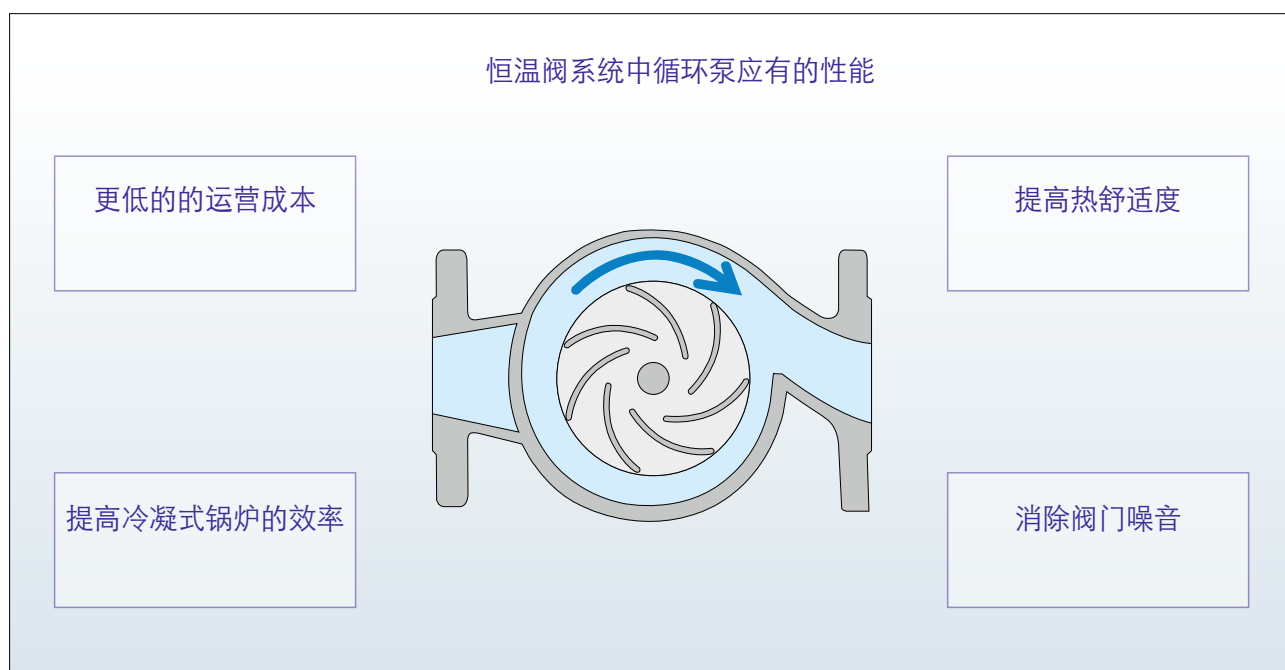 恒温阀系统中循环泵应有的性能
更低的的运营成本
提高热舒适度
提高冷凝式锅炉的效率
消除阀门噪音